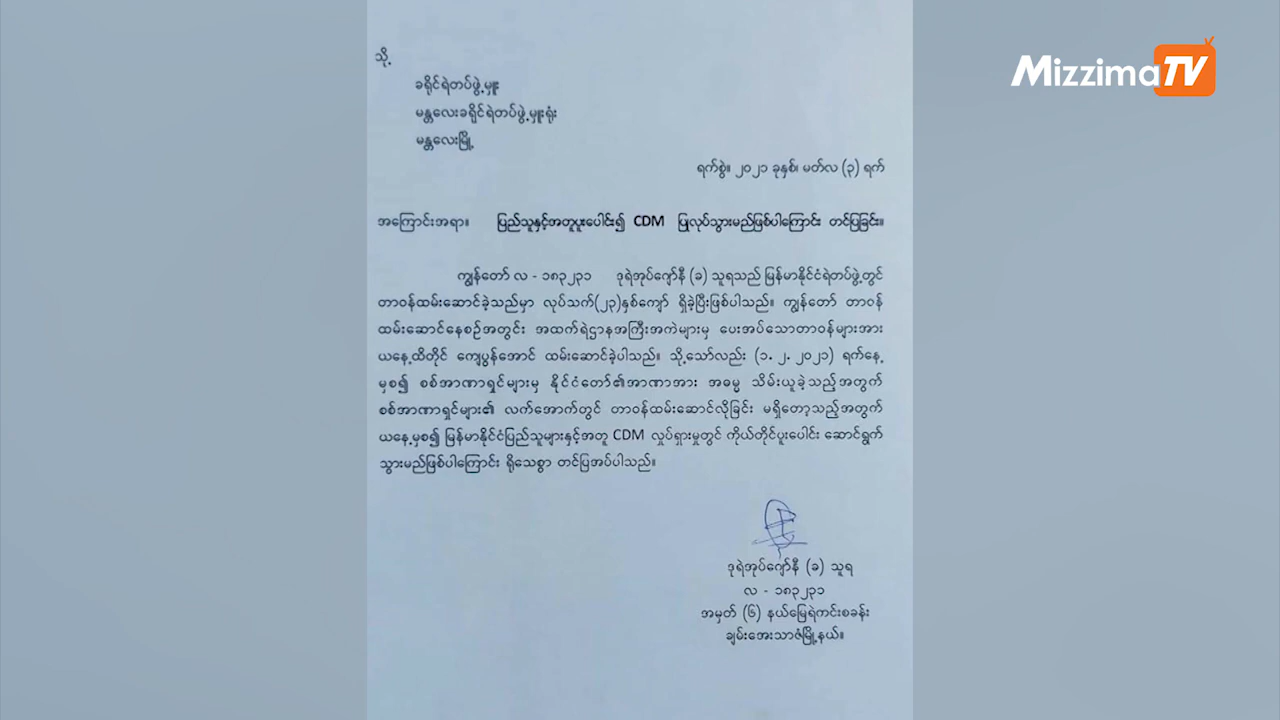 Mizzima TV
သို့
ခရိုင်ရဲတပ်ဖွဲ့မှူး
မန္တလေးခရိုင်ရဲတပ်ဖွဲ့မှူးရုံး
မန္တလေးမြို့
ရက်စွဲ။ ၂၀၂၁ ခုနှစ်၊ မတ်လ (၃) ရက်
အကြောင်းအရာ။ ပြည်သူနှင့်အတူပူးပေါင်း၍ CDM ပြုလုပ်သွားမည်ဖြစ်ပါကြောင်း တင်ပြခြင်း။
ကျွန်တော် လ - ၁၈၃၂၃၁ ဒုရဲအုပ်ဂျော်နီ (ခ) သူရသည် မြန်မာနိုင်ငံရဲတပ်ဖွဲ့တွင်
တာဝန်ထမ်းဆောင်ခဲ့သည်မှာ လုပ်သက်(၂၃)နှစ်ကျော် ရှိခဲ့ပြီးဖြစ်ပါသည်။ ကျွန်တော် တာဝန်
ထမ်းဆောင်နေစဉ်အတွင်း အထက်ရဲဌာနအကြီးအကဲများမှ ပေးအပ်သောတာဝန်များအား
ယနေ့ထိတိုင် ကျေပွန်အောင် ထမ်းဆောင်ခဲ့ပါသည်။ သို့သော်လည်း (၁. ၂. ၂၀၂၁) ရက်နေ့
မှစ၍ စစ်အာဏာရှင်များမှ နိုင်ငံတော်၏အာဏာအား အဓမ္မ သိမ်းယူခဲ့သည့်အတွက်
စစ်အာဏာရှင်များ၏ လက်အောက်တွင် တာဝန်ထမ်းဆောင်လိုခြင်း မရှိတော့သည့်အတွက်
ယနေ့မှစ၍ မြန်မာနိုင်ငံပြည်သူများနှင့်အတူ CDM လှုပ်ရှားမှုတွင် ကိုယ်တိုင်ပူးပေါင်း ဆောင်ရွက်
သွားမည်ဖြစ်ပါကြောင်း ရိုသေစွာ တင်ပြအပ်ပါသည်။
ဒုရဲအုပ်ဂျော်နီ (ခ) သူရ
လ - ၁၈၃၂၃၁
အမှတ် (၆) နယ်မြေရဲကင်းစခန်း
ချမ်းအေးသာဇံမြို့နယ်။